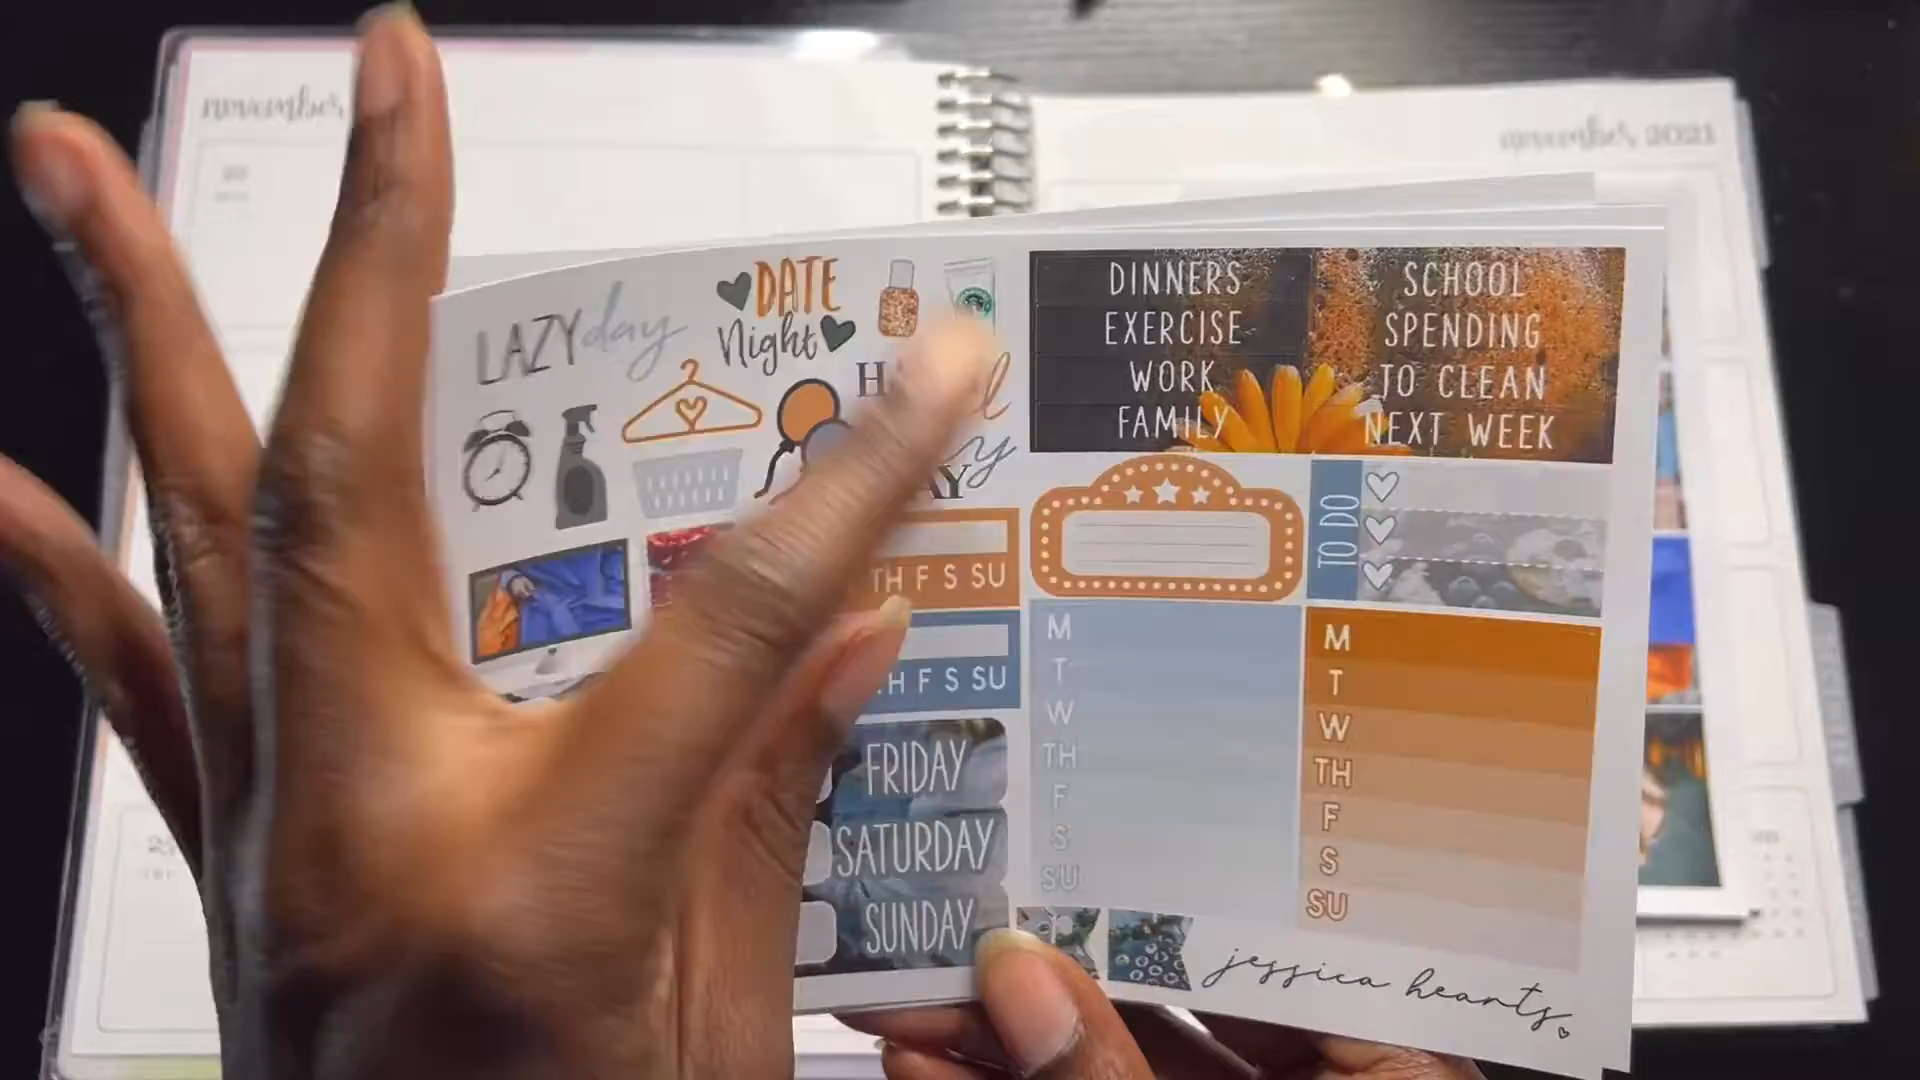 november
november 2021
LAZY day
DATE
Night
DINNERS
EXERCISE
WORK
FAMILY
SCHOOL
SPENDING
TO CLEAN
NEXT WEEK
TO DO
TH F S SU
H F S SU
FRIDAY
SATURDAY
SUNDAY
M
T
W
TH
F
S
SU
M
T
W
TH
F
S
SU
jessica hearts